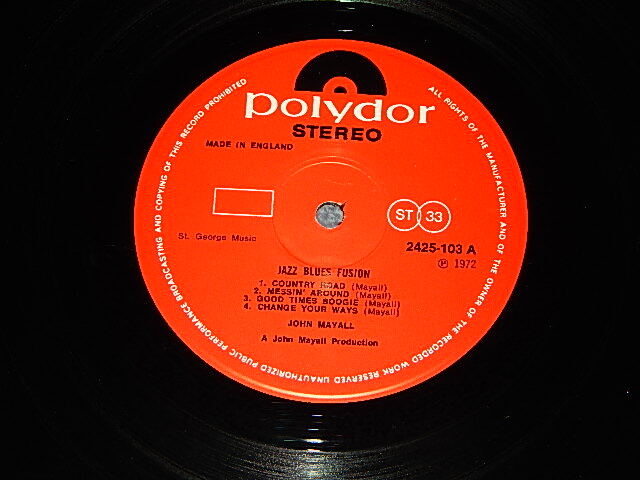 polydor
STEREO
MADE IN ENGLAND
ST 33
2425-103 A
℗ 1972
St. George Music
JAZZ BLUES FUSION
1. COUNTRY ROAD (Mayall)
2. MESSIN' AROUND (Mayall)
3. GOOD TIMES BOOGIE (Mayall)
4. CHANGE YOUR WAYS (Mayall)
JOHN MAYALL
A John Mayall Production
ALL RIGHTS OF THE MANUFACTURER AND OF THE OWNER OF THE RECORDED WORK RESERVED UNAUTHORIZED PUBLIC PERFORMANCE BROADCASTING AND COPYING OF THIS RECORD PROHIBITED